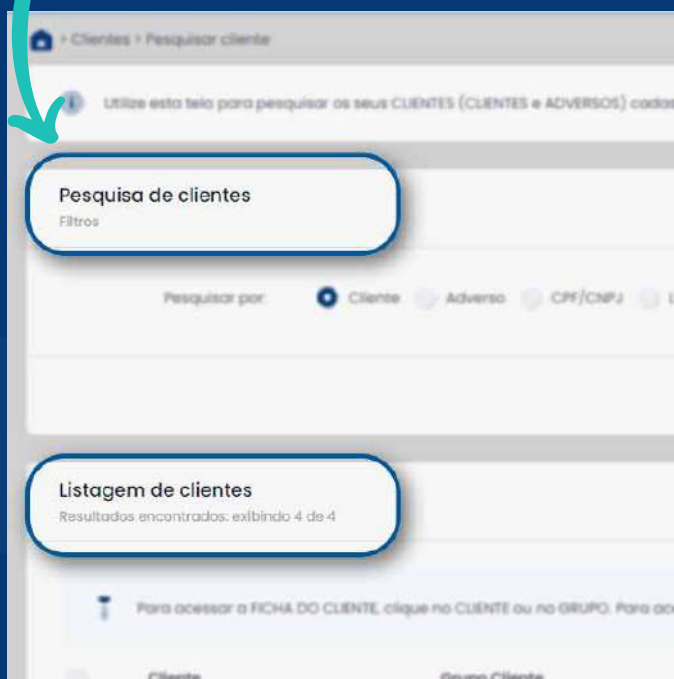 > Clientes > Pesquisar cliente
Utilize esta tela para pesquisar os seus CLIENTES (CLIENTES e ADVERSOS)
Pesquisa de clientes
Filtros
Pesquisar por: Cliente Adverso CPF/CNPJ
Listagem de clientes
Resultados encontrados: exibindo 4 de 4
Para acessar a FICHA DO CLIENTE, clique no CLIENTE ou no GRUPO. Para
Cliente Grupo Cliente